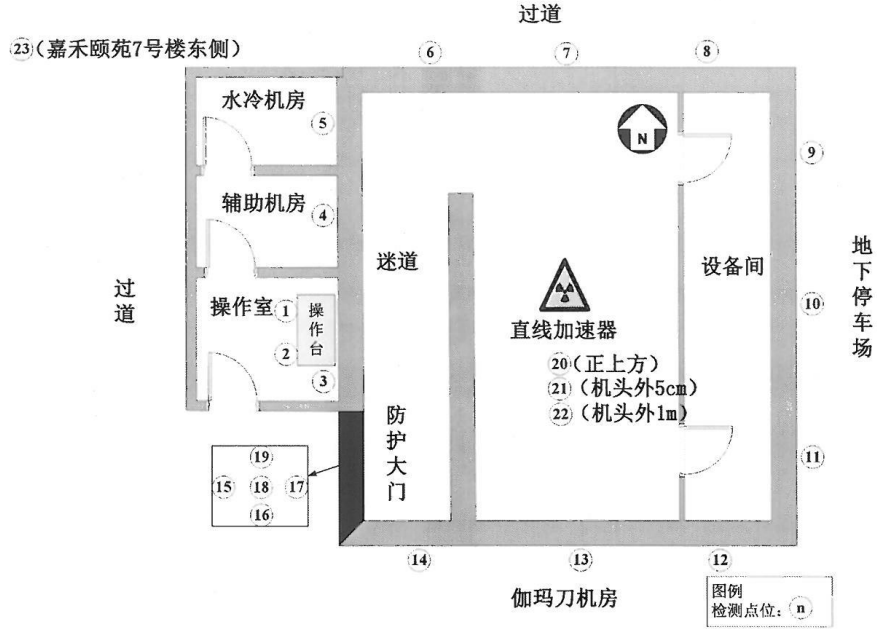 过道
23(嘉禾颐苑7号楼东侧)
6
7
8
水冷机房
5
N
9
辅助机房
4
迷道
设备间
过道
操作室
1
操作台
2
3
直线加速器
20(正上方)
21(机头外5cm)
22(机头外1m)
10
地下停车场
防护大门
11
19
15
18
17
16
14
13
12
伽玛刀机房
图例
检测点位: n